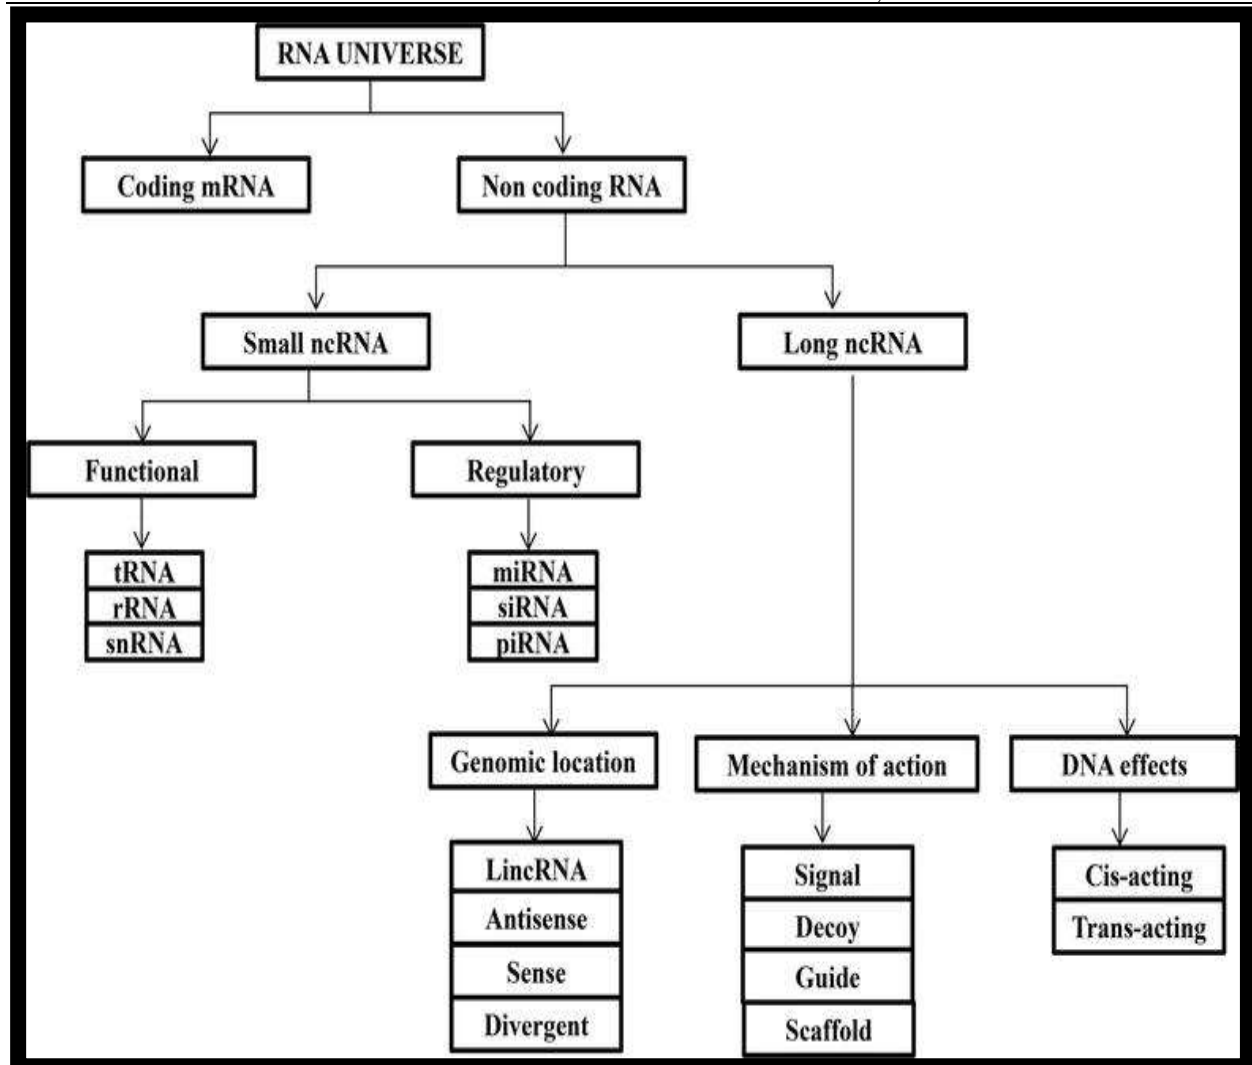 RNA UNIVERSE
Coding mRNA
Non coding RNA
Small ncRNA
Long ncRNA
Functional
Regulatory
tRNA
rRNA
snRNA
miRNA
siRNA
piRNA
Genomic location
Mechanism of action
DNA effects
LincRNA
Antisense
Sense
Divergent
Signal
Decoy
Guide
Scaffold
Cis-acting
Trans-acting